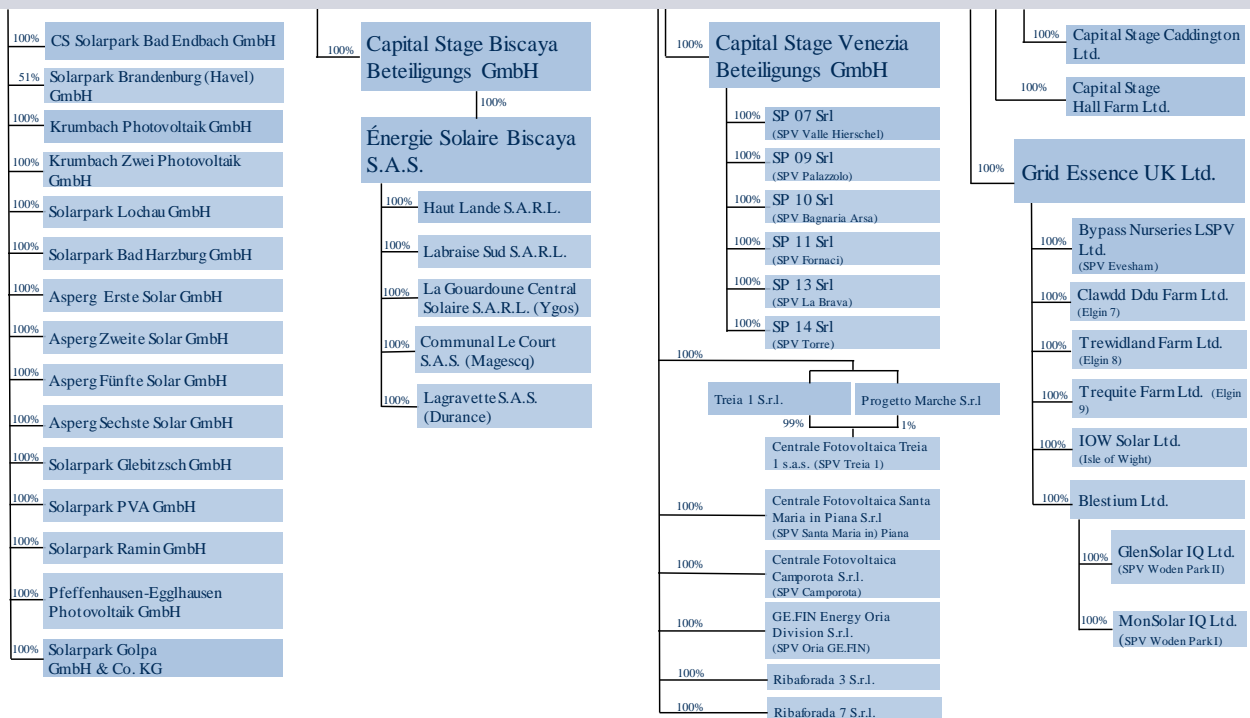 100%
CS Solarpark Bad Endbach GmbH
51%
Solarpark Brandenburg (Havel)
GmbH
100%
Krumbach Photovoltaik GmbH
100%
Krumbach Zwei Photovoltaik
GmbH
100%
Solarpark Lochau GmbH
100%
Solarpark Bad Harzburg GmbH
100%
Asperg Erste Solar GmbH
100%
Asperg Zweite Solar GmbH
100%
Asperg Fünfte Solar GmbH
100%
Asperg Sechste Solar GmbH
100%
Solarpark Glebitzsch GmbH
100%
Solarpark PVA GmbH
100%
Solarpark Ramin GmbH
100%
Pfeffenhausen-Egglhausen
Photovoltaik GmbH
100%
Solarpark Golpa
GmbH & Co. KG
100%
Capital Stage Biscaya
Beteiligungs GmbH
100%
Énergie Solaire Biscaya
S.A.S.
100%
Haut Lande S.A.R.L.
100%
Labraise Sud S.A.R.L.
100%
La Gouardoune Central
Solaire S.A.R.L. (Ygos)
100%
Communal Le Court
S.A.S. (Magescq)
100%
Lagravette S.A.S.
(Durance)
100%
Capital Stage Venezia
Beteiligungs GmbH
100%
SP 07 Srl
(SPV Valle Hierschel)
100%
SP 09 Srl
(SPV Palazzolo)
100%
SP 10 Srl
(SPV Bagnaria Arsa)
100%
SP 11 Srl
(SPV Fornaci)
100%
SP 13 Srl
(SPV La Brava)
100%
SP 14 Srl
(SPV Torre)
100%
Treia 1 S.r.l.
Progetto Marche S.r.l
99%
1%
Centrale Fotovoltaica Treia
1 s.a.s. (SPV Treia 1)
100%
Centrale Fotovoltaica Santa
Maria in Piana S.r.l
(SPV Santa Maria in) Piana
100%
Centrale Fotovoltaica
Camporota S.r.l.
(SPV Camporota)
100%
GE.FIN Energy Oria
Division S.r.l.
(SPV Oria GE.FIN)
100%
Ribaforada 3 S.r.l.
100%
Ribaforada 7 S.r.l.
100%
Capital Stage Caddington
Ltd.
100%
Capital Stage
Hall Farm Ltd.
100%
Grid Essence UK Ltd.
100%
Bypass Nurseries LSPV
Ltd.
(SPV Evesham)
100%
Clawdd Ddu Farm Ltd.
(Elgin 7)
100%
Trewidland Farm Ltd.
(Elgin 8)
100%
Trequite Farm Ltd. (Elgin
9)
100%
IOW Solar Ltd.
(Isle of Wight)
100%
Blestium Ltd.
100%
GlenSolar IQ Ltd.
(SPV Woden Park II)
100%
MonSolar IQ Ltd.
(SPV Woden Park I)